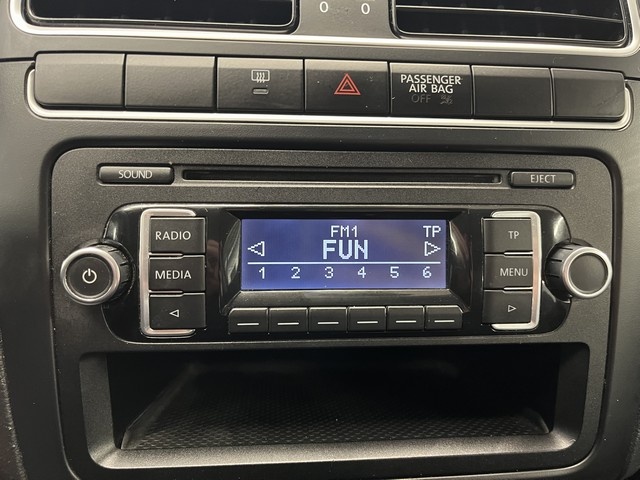 0 0
PASSENGER
AIR BAG
OFF
SOUND
EJECT
RADIO
FM1
TP
TP
FUN
MEDIA
1 2 3 4 5 6
MENU